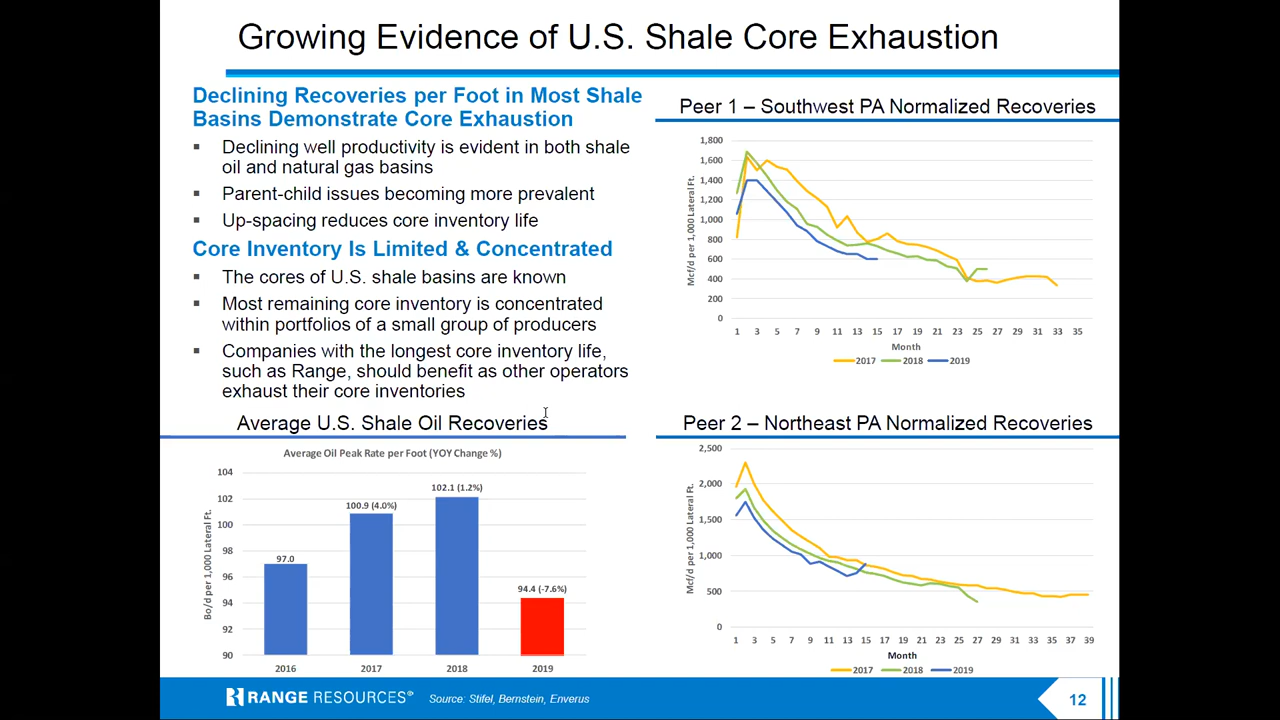 Growing Evidence of U.S. Shale Core Exhaustion
Declining Recoveries per Foot in Most Shale
Basins Demonstrate Core Exhaustion
▪ Declining well productivity is evident in both shale
oil and natural gas basins
▪ Parent-child issues becoming more prevalent
▪ Up-spacing reduces core inventory life
Core Inventory Is Limited & Concentrated
▪ The cores of U.S. shale basins are known
▪ Most remaining core inventory is concentrated
within portfolios of a small group of producers
▪ Companies with the longest core inventory life,
such as Range, should benefit as other operators
exhaust their core inventories
Peer 1 – Southwest PA Normalized Recoveries
Mcf/d per 1,000 Lateral Ft.
1,800
1,600
1,400
1,200
1,000
800
600
400
200
0
1 3 5 7 9 11 13 15 17 19 21 23 25 27 29 31 33 35
Month
2017 2018 2019
Average U.S. Shale Oil Recoveries
Average Oil Peak Rate per Foot (YOY Change %)
Bo/d per 1,000 Lateral Ft.
104
102
100
98
96
94
92
90
97.0
100.9 (4.0%)
102.1 (1.2%)
94.4 (-7.6%)
2016 2017 2018 2019
Peer 2 – Northeast PA Normalized Recoveries
Mcf/d per 1,000 Lateral Ft.
2,500
2,000
1,500
1,000
500
0
1 3 5 7 9 11 13 15 17 19 21 23 25 27 29 31 33 35 37 39
Month
2017 2018 2019
RANGE RESOURCES®
Source: Stifel, Bernstein, Enverus
12